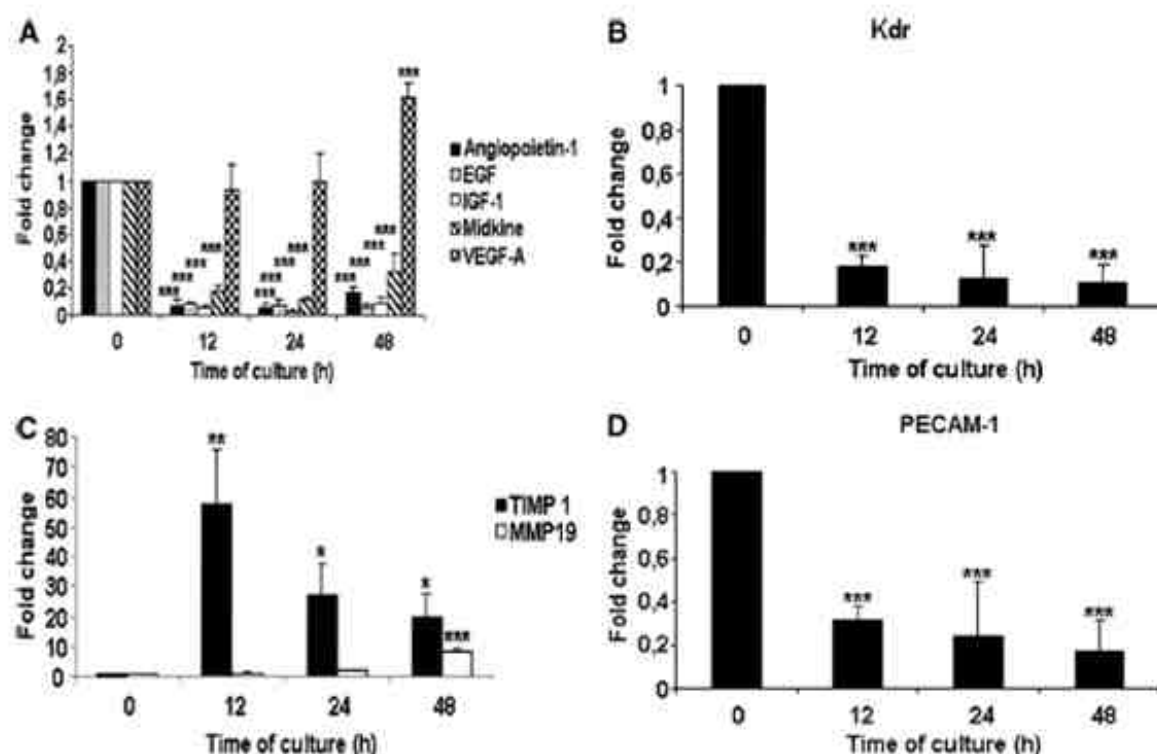 A
Fold change
2
1,8
1,6
1,4
1,2
1
0,8
0,6
0,4
0,2
0
*** *** *** *** *** *** *** *** *** *** *** *** ***
0 12 24 48
Time of culture (h)
Angiopoietin-1
EGF
IGF-1
Midkine
VEGF-A
B
Kdr
Fold change
1
0,8
0,6
0,4
0,2
0
*** *** ***
0 12 24 48
Time of culture (h)
C
Fold change
80
70
60
50
40
30
20
10
0
** * * ***
0 12 24 48
Time of culture (h)
TIMP 1
MMP19
D
PECAM-1
Fold change
1
0,8
0,6
0,4
0,2
0
*** *** ***
0 12 24 48
Time of culture (h)